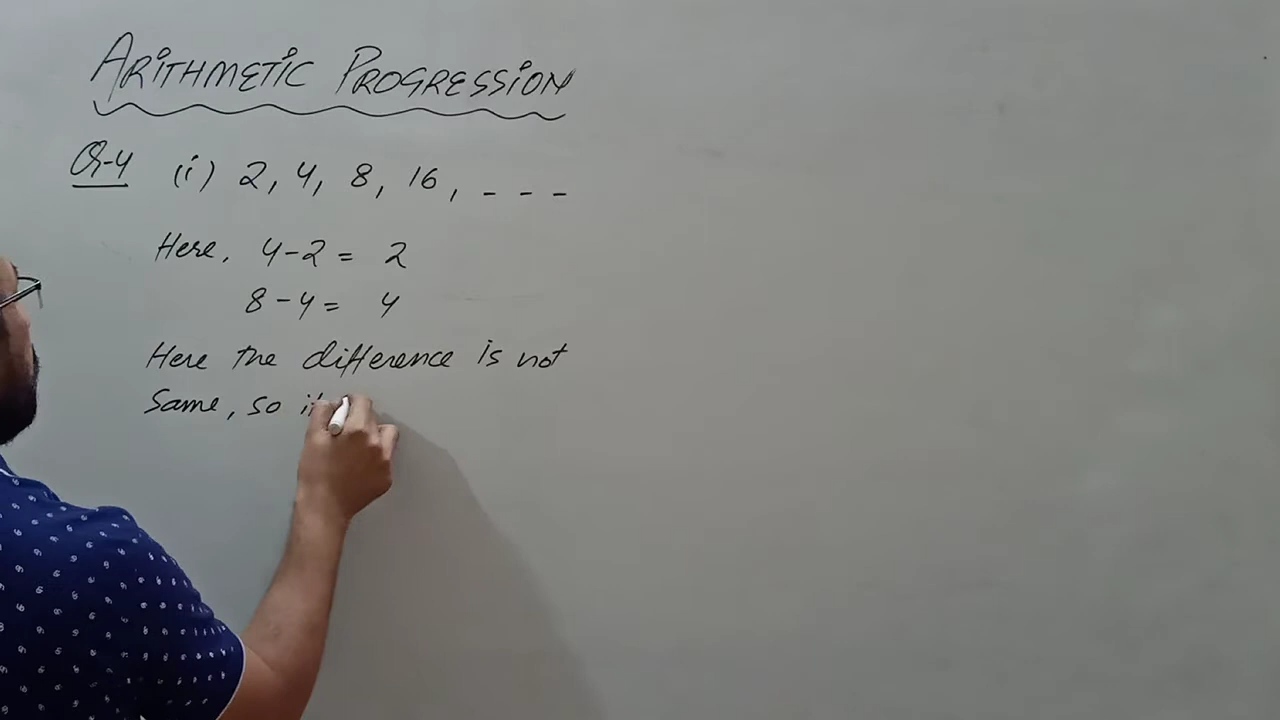 ARITHMETIC PROGRESSION
Q-4 (i) 2, 4, 8, 16, - - -
Here, 4-2 = 2
8-4 = 4
Here the difference is not
Same, so